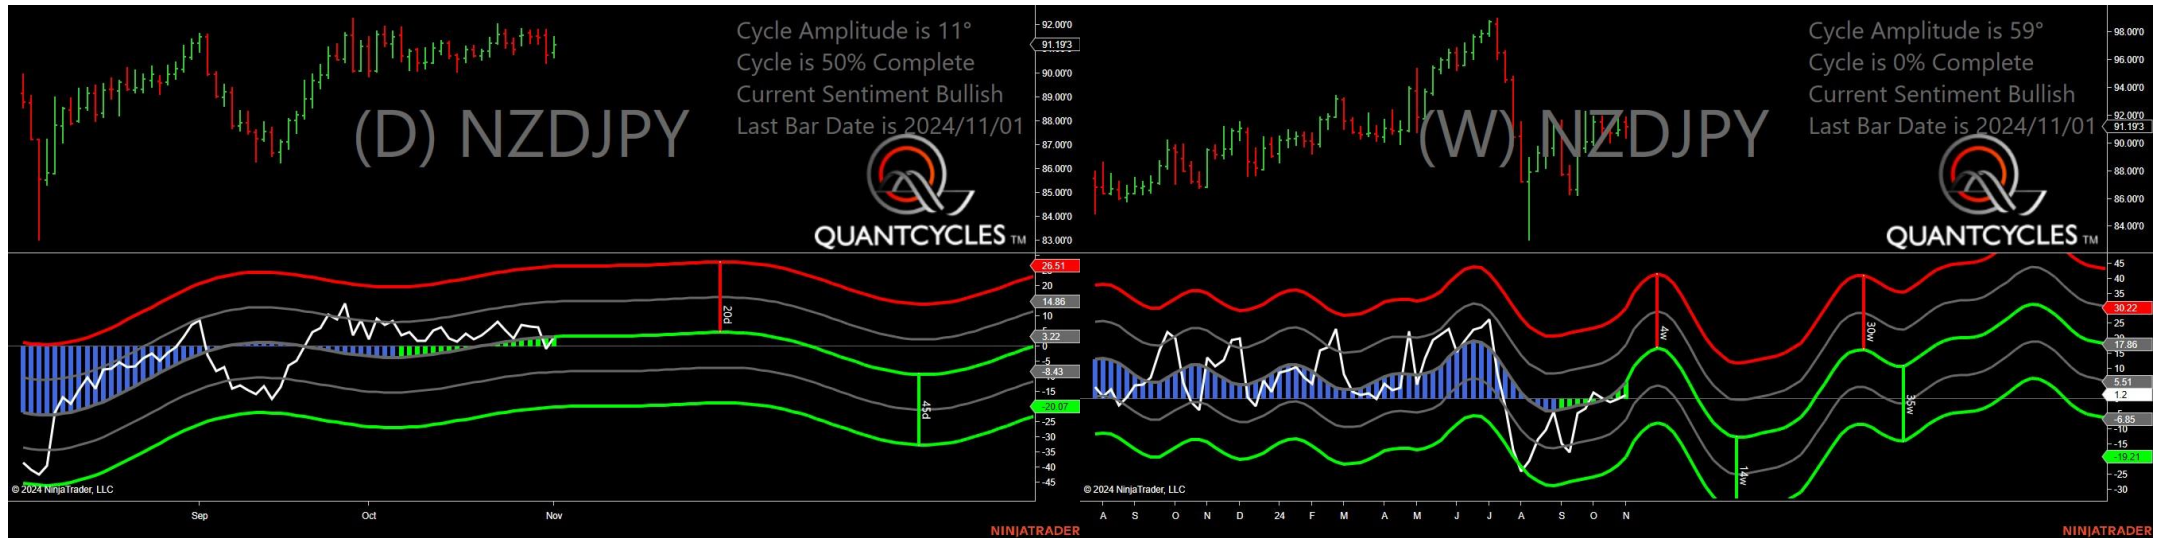 Cycle Amplitude is 11°
Cycle is 50% Complete
Current Sentiment Bullish
Last Bar Date is 2024/11/01
(D) NZDJPY
QUANTCYCLES TM
92.00'0
91.19'3
90.00'0
89.00'0
88.00'0
87.00'0
86.00'0
85.00'0
84.00'0
83.00'0
26.51
20
14.86
10
5
3.22
0
-5
-8.43
-15
-20.07
-25
-30
-35
-40
-45
20d
45d
© 2024 NinjaTrader, LLC
Sep Oct Nov
NINJATRADER
Cycle Amplitude is 59°
Cycle is 0% Complete
Current Sentiment Bullish
Last Bar Date is 2024/11/01
(W) NZDJPY
QUANTCYCLES TM
98.00'0
96.00'0
94.00'0
92.00'0
91.19'3
90.00'0
88.00'0
86.00'0
84.00'0
45
40
35
30.22
25
17.86
15
10
5.51
1.2
-6.85
-10
-15
-19.21
-25
-30
4w
14w
30w
35w
© 2024 NinjaTrader, LLC
A S O N D 24 F M A M J J A S O N
NINJATRADER